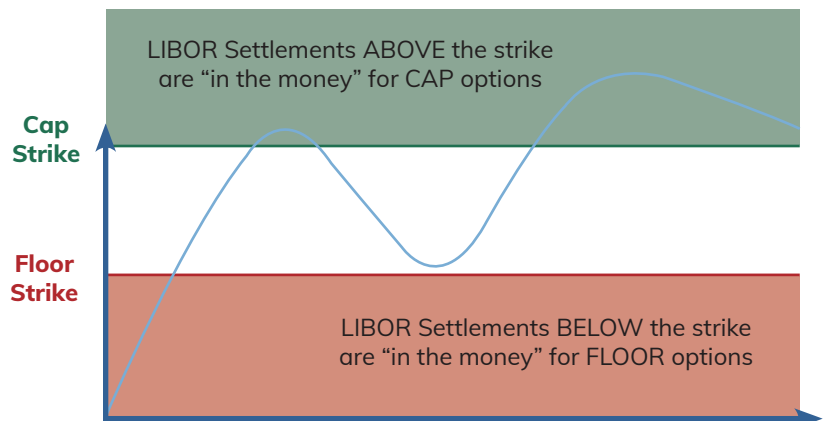 LIBOR Settlements ABOVE the strike
are “in the money” for CAP options
Cap
Strike
Floor
Strike
LIBOR Settlements BELOW the strike
are “in the money” for FLOOR options